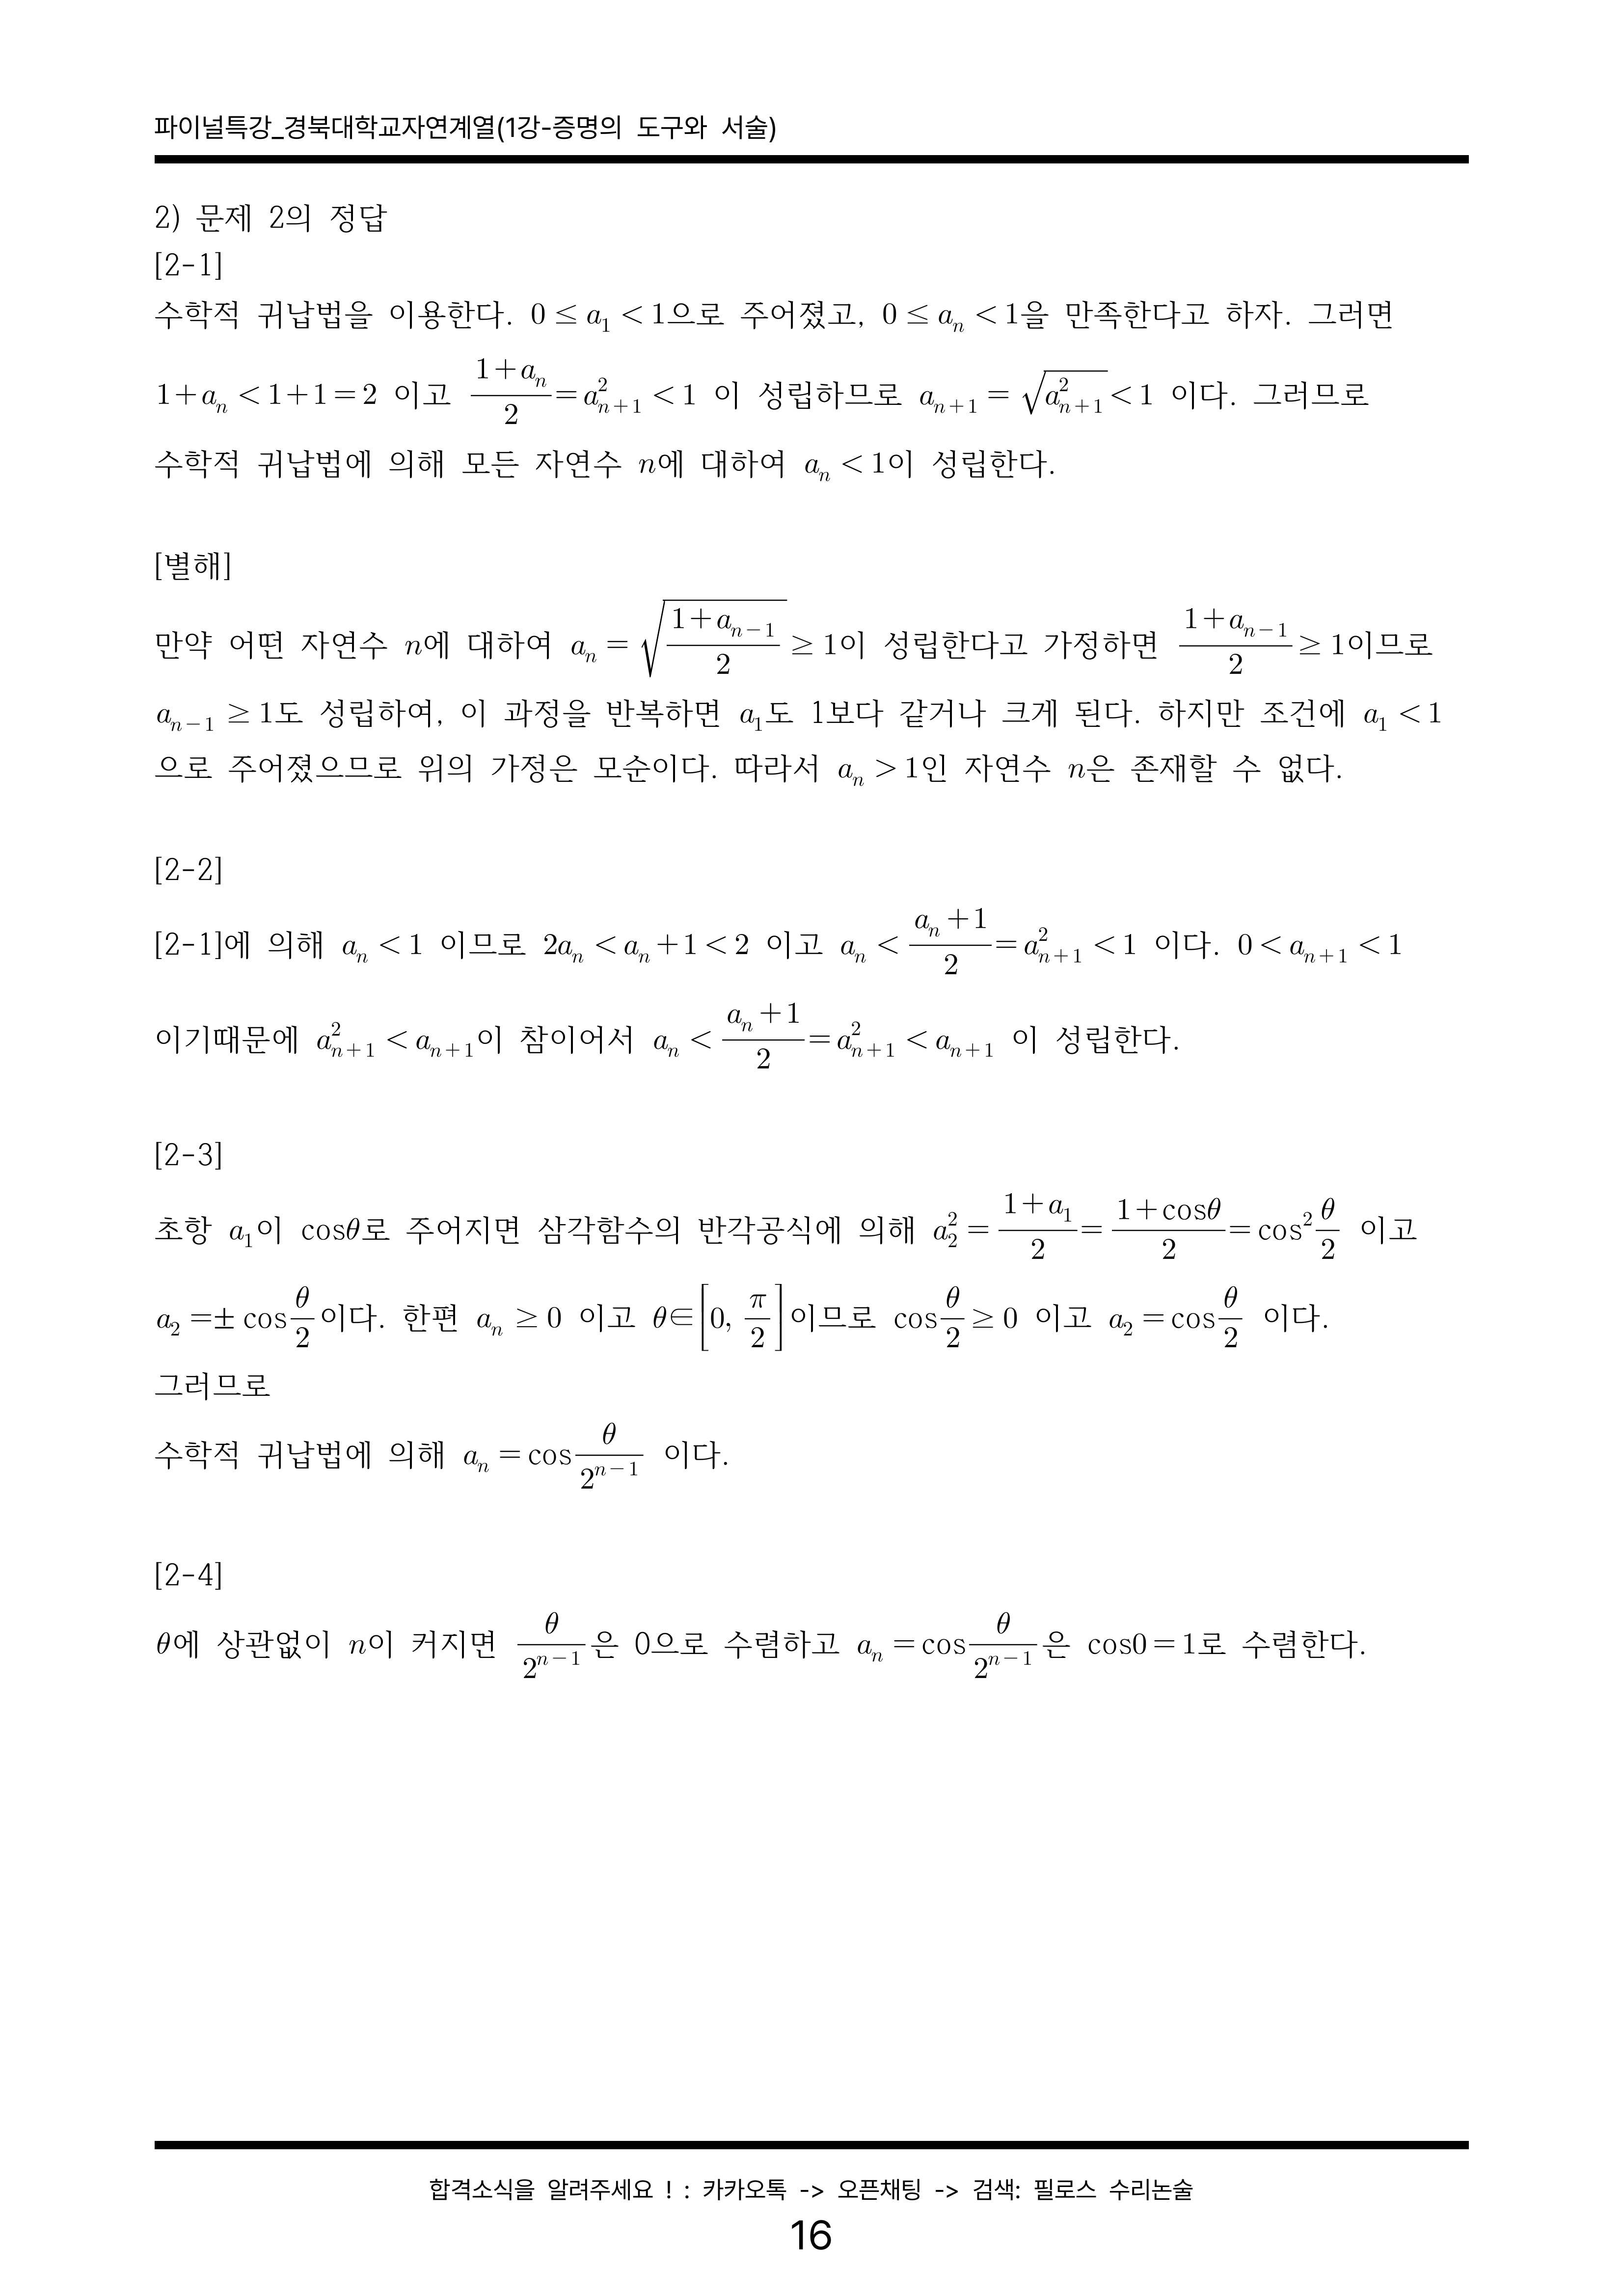 파이널특강_경북대학교자연계열(1강-증명의 도구와 서술)
2) 문제 2의 정답
[2-1]
수학적 귀납법을 이용한다. $0 \le a_1 < 1$으로 주어졌고, $0 \le a_n < 1$을 만족한다고 하자. 그러면
$1+a_n < 1+1 = 2$ 이고 $\frac{1+a_n}{2} = a_{n+1}^2 < 1$ 이 성립하므로 $a_{n+1} = \sqrt{a_{n+1}^2} < 1$ 이다. 그러므로
수학적 귀납법에 의해 모든 자연수 $n$에 대하여 $a_n < 1$이 성립한다.
[별해]
만약 어떤 자연수 $n$에 대하여 $a_n = \sqrt{\frac{1+a_{n-1}}{2}} \ge 1$이 성립한다고 가정하면 $\frac{1+a_{n-1}}{2} \ge 1$이므로
$a_{n-1} \ge 1$도 성립하여, 이 과정을 반복하면 $a_1$도 1보다 같거나 크게 된다. 하지만 조건에 $a_1 < 1$
으로 주어졌으므로 위의 가정은 모순이다. 따라서 $a_n > 1$인 자연수 $n$은 존재할 수 없다.
[2-2]
[2-1]에 의해 $a_n < 1$ 이므로 $2a_n < a_n + 1 < 2$ 이고 $a_n < \frac{a_n+1}{2} = a_{n+1}^2 < 1$ 이다. $0 < a_{n+1} < 1$
이기때문에 $a_{n+1}^2 < a_{n+1}$이 참이어서 $a_n < \frac{a_n+1}{2} = a_{n+1}^2 < a_{n+1}$ 이 성립한다.
[2-3]
초항 $a_1$이 $\cos\theta$로 주어지면 삼각함수의 반각공식에 의해 $a_2^2 = \frac{1+a_1}{2} = \frac{1+\cos\theta}{2} = \cos^2\frac{\theta}{2}$ 이고
$a_2 = \pm\cos\frac{\theta}{2}$이다. 한편 $a_n \ge 0$ 이고 $\theta \in \left[0, \frac{\pi}{2}\right]$이므로 $\cos\frac{\theta}{2} \ge 0$ 이고 $a_2 = \cos\frac{\theta}{2}$ 이다.
그러므로
수학적 귀납법에 의해 $a_n = \cos\frac{\theta}{2^{n-1}}$ 이다.
[2-4]
$\theta$에 상관없이 $n$이 커지면 $\frac{\theta}{2^{n-1}}$은 0으로 수렴하고 $a_n = \cos\frac{\theta}{2^{n-1}}$은 $\cos 0 = 1$로 수렴한다.
합격소식을 알려주세요 ! : 카카오톡 -> 오픈채팅 -> 검색: 필로스 수리논술
16